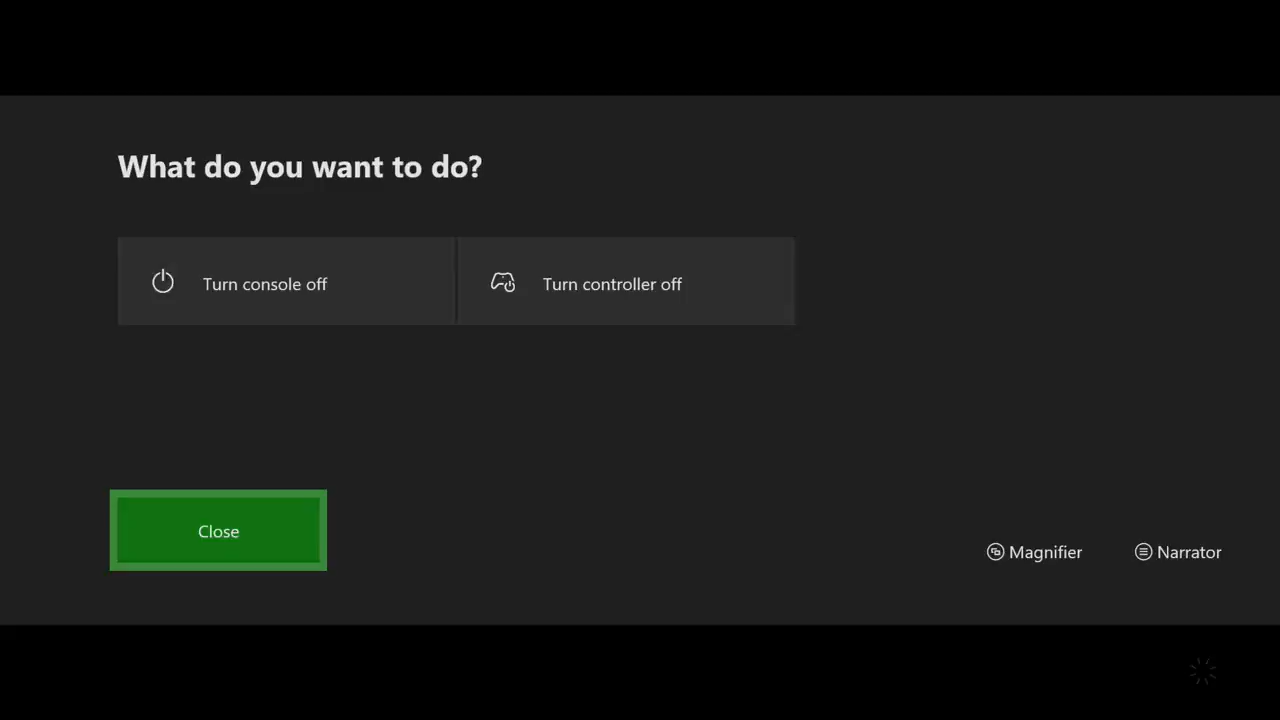 What do you want to do?
Turn console off
Turn controller off
Close
Magnifier
Narrator